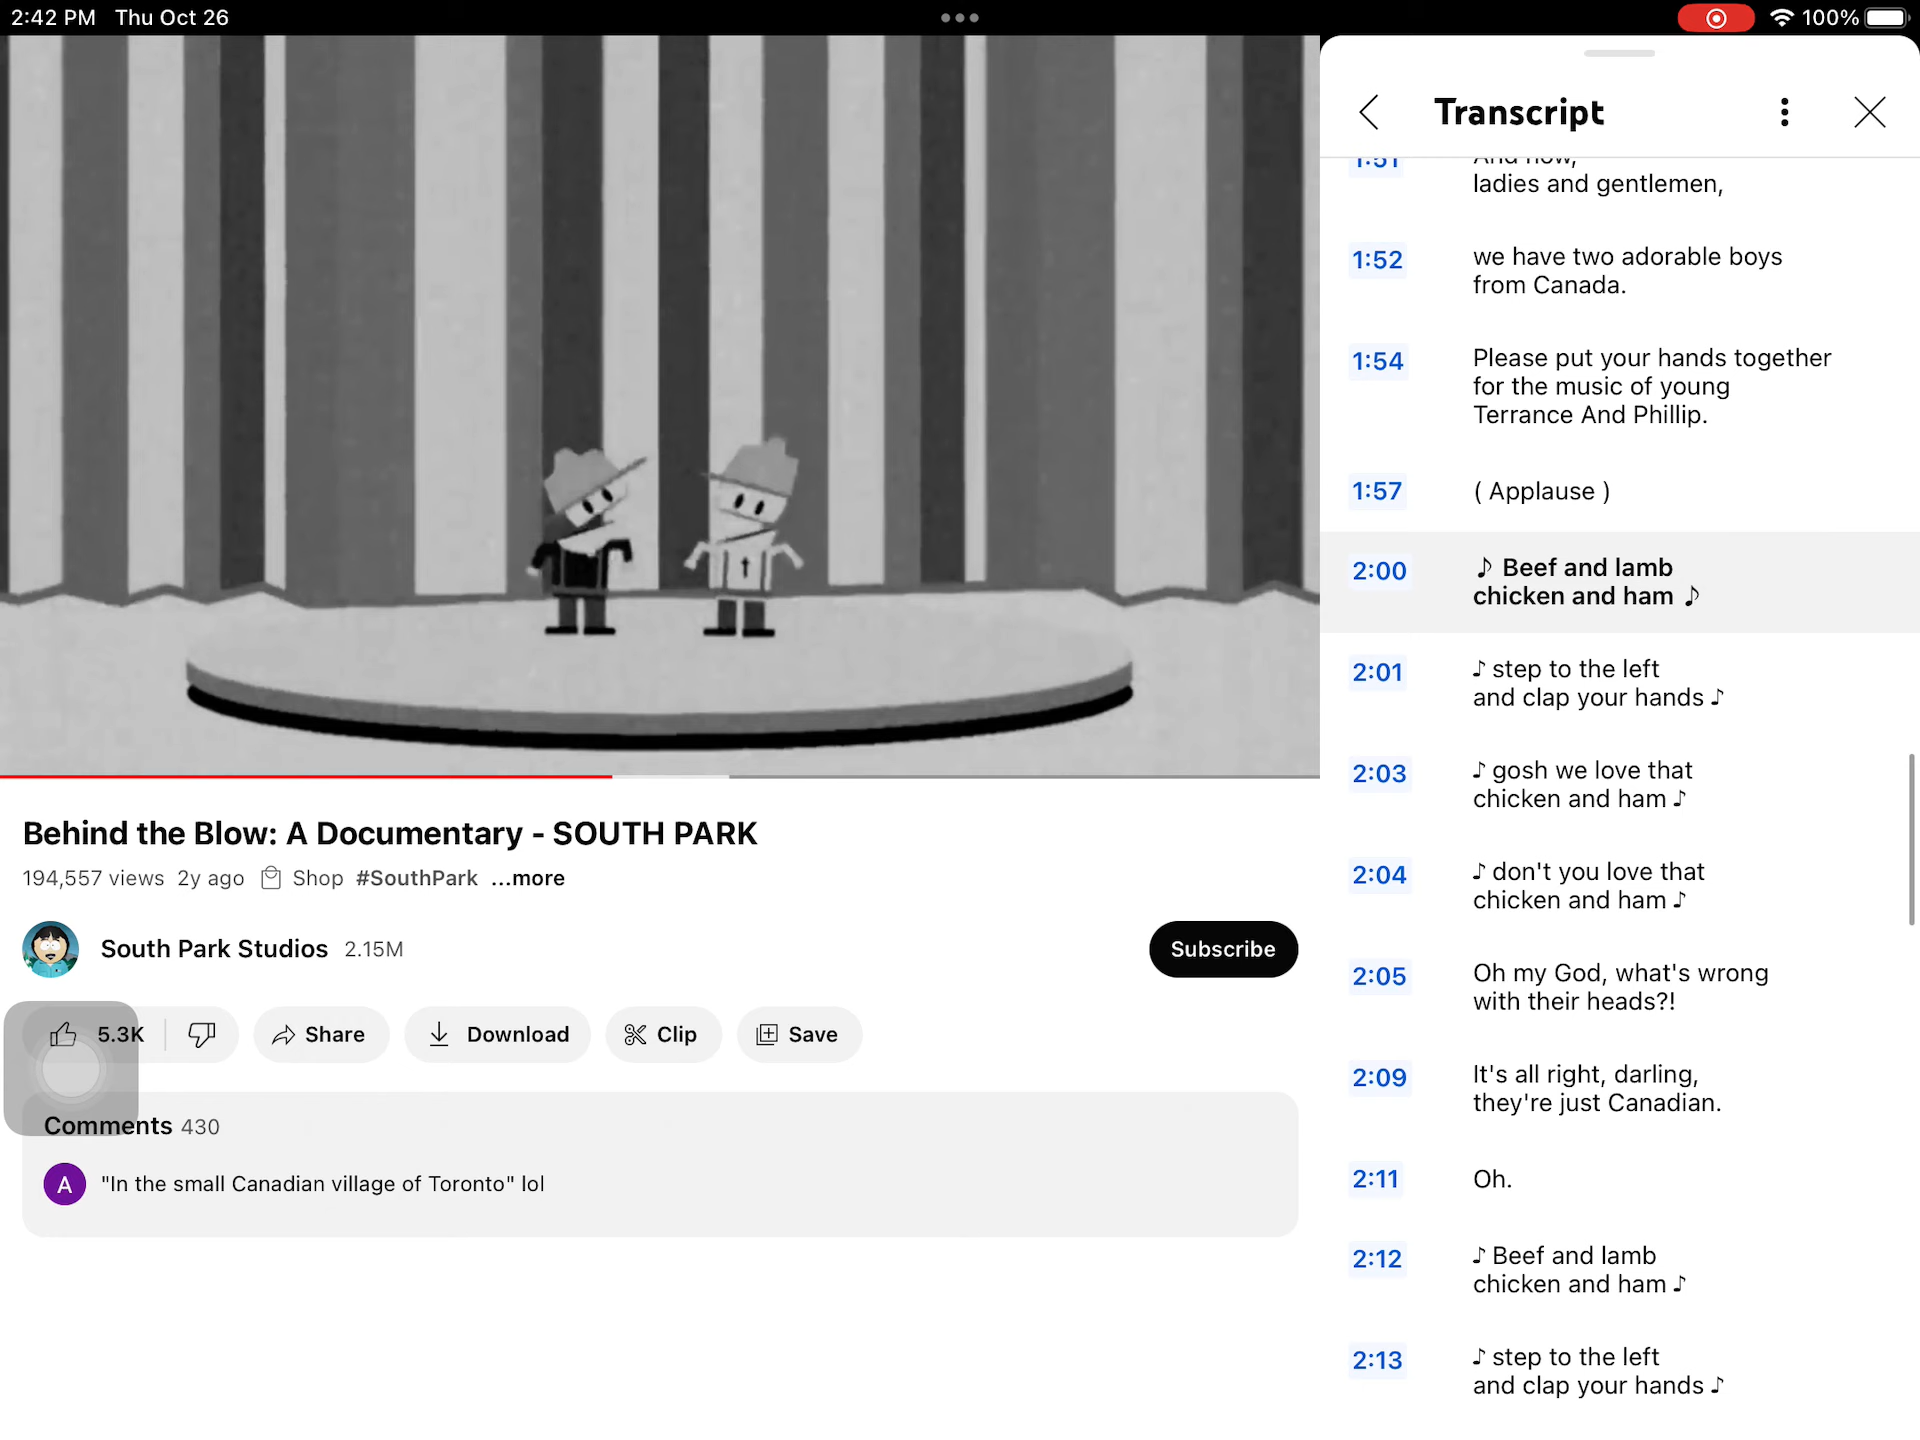 2:42 PM Thu Oct 26
100%
Transcript
1:51 And now,
ladies and gentlemen,
1:52 we have two adorable boys
from Canada.
1:54 Please put your hands together
for the music of young
Terrance And Phillip.
1:57 ( Applause )
2:00 ♪ Beef and lamb
chicken and ham ♪
2:01 ♪ step to the left
and clap your hands ♪
2:03 ♪ gosh we love that
chicken and ham ♪
2:04 ♪ don't you love that
chicken and ham ♪
2:05 Oh my God, what's wrong
with their heads?!
2:09 It's all right, darling,
they're just Canadian.
2:11 Oh.
2:12 ♪ Beef and lamb
chicken and ham ♪
2:13 ♪ step to the left
and clap your hands ♪
Behind the Blow: A Documentary - SOUTH PARK
194,557 views 2y ago Shop #SouthPark ...more
South Park Studios 2.15M Subscribe
5.3K Share Download Clip Save
Comments 430
A "In the small Canadian village of Toronto" lol